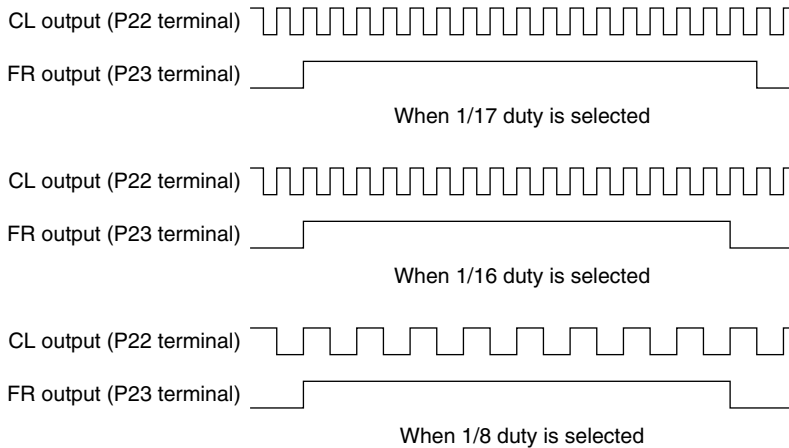 CL output (P22 terminal)
FR output (P23 terminal)
When 1/17 duty is selected
CL output (P22 terminal)
FR output (P23 terminal)
When 1/16 duty is selected
CL output (P22 terminal)
FR output (P23 terminal)
When 1/8 duty is selected